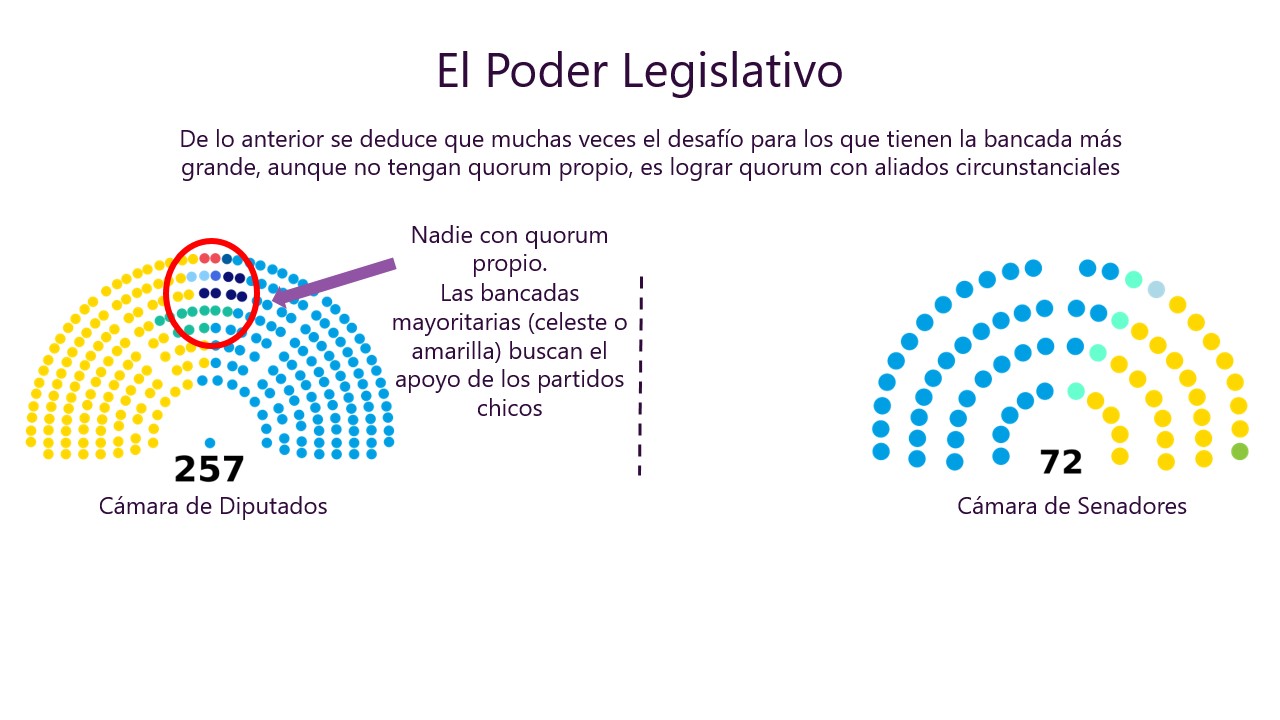 El Poder Legislativo
De lo anterior se deduce que muchas veces el desafío para los que tienen la bancada más
grande, aunque no tengan quorum propio, es lograr quorum con aliados circunstanciales
Nadie con quorum
propio.
Las bancadas
mayoritarias (celeste o
amarilla) buscan el
apoyo de los partidos
chicos
257
Cámara de Diputados
72
Cámara de Senadores